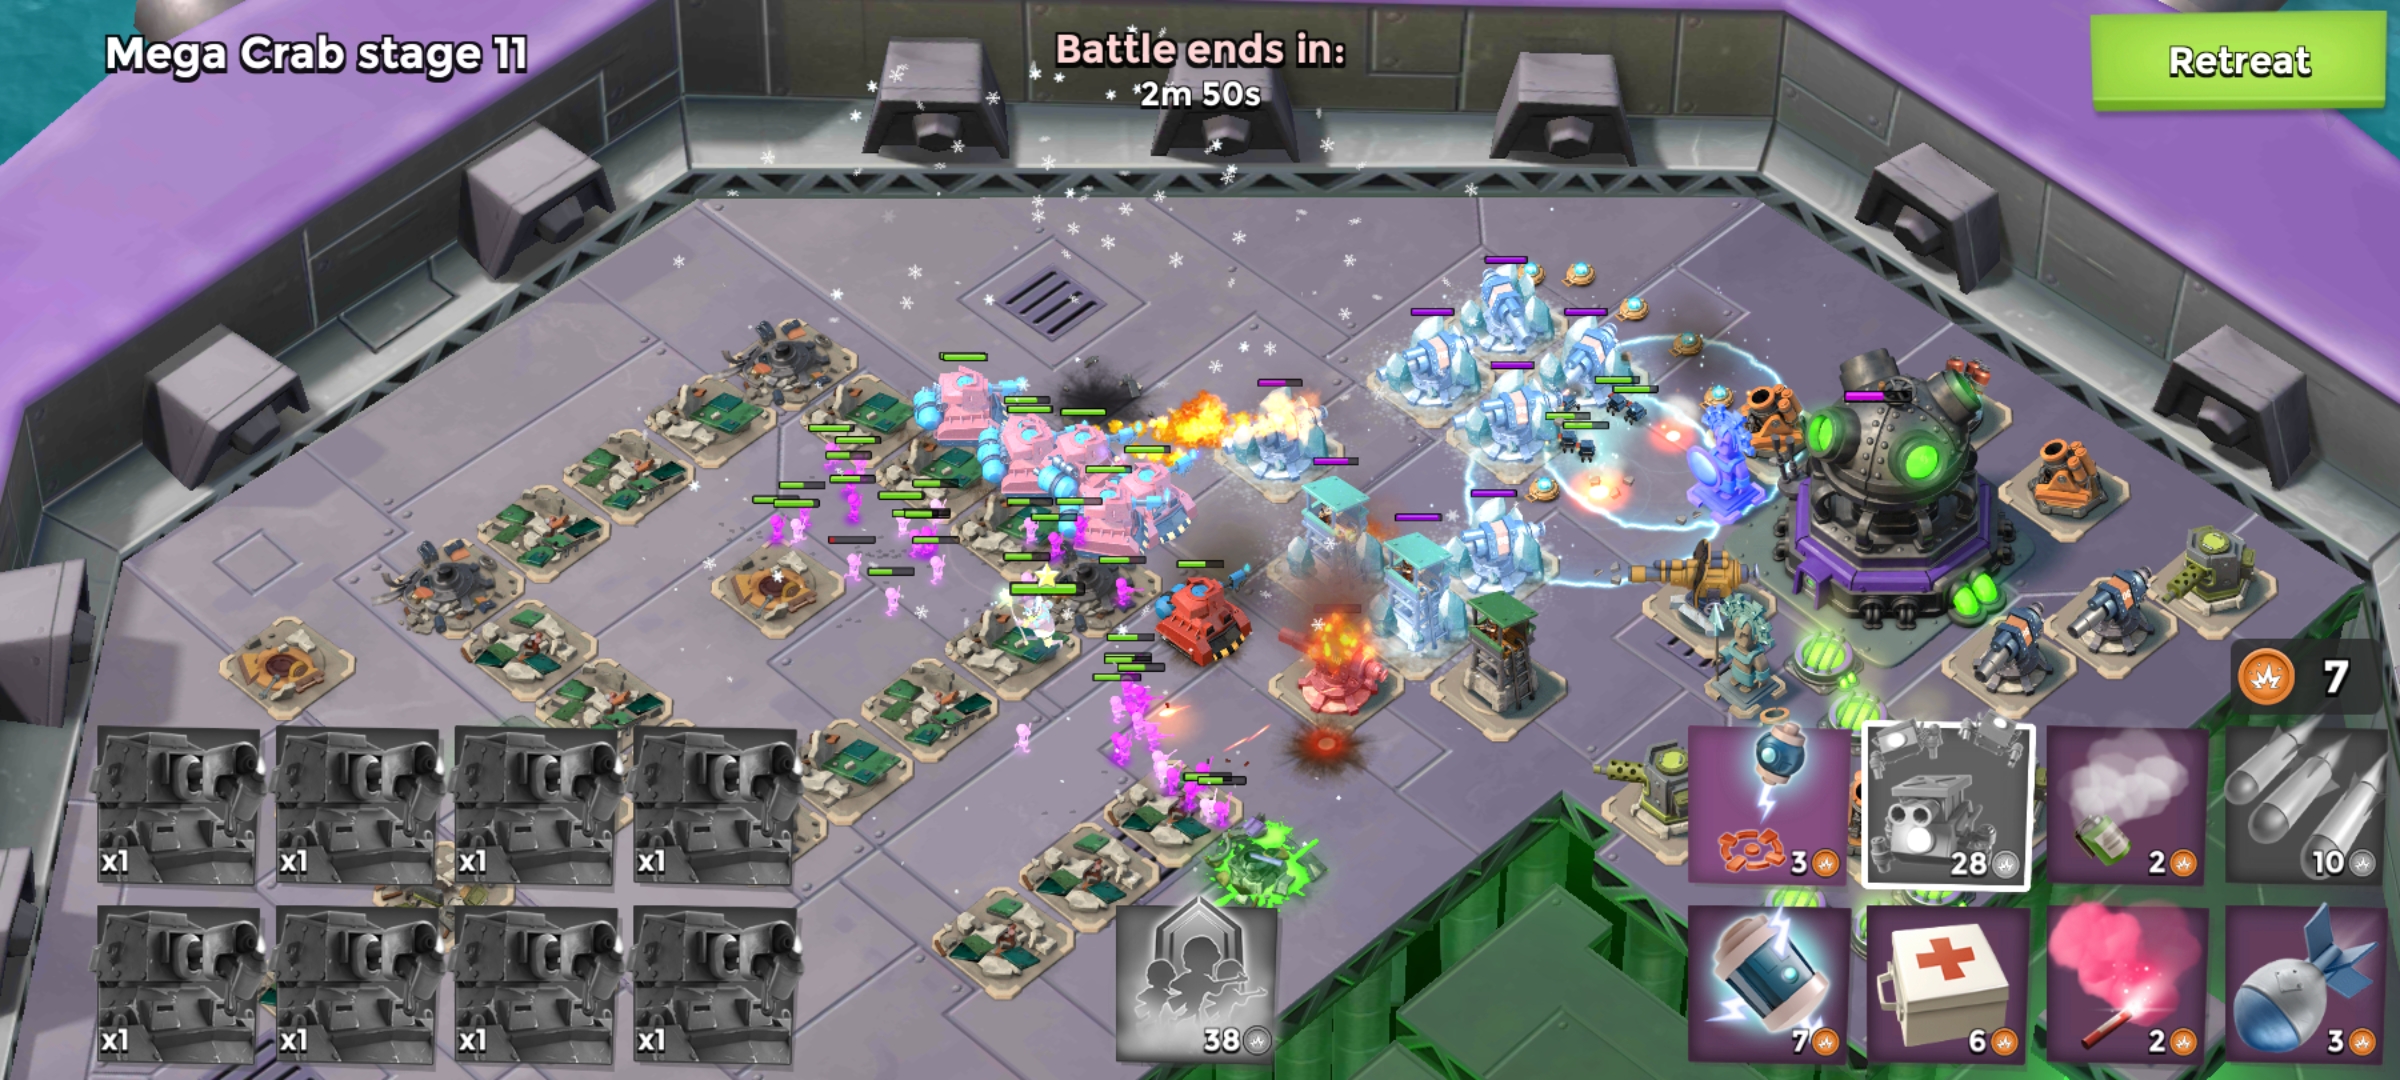 Mega Crab stage 11
Battle ends in:
2m 50s
Retreat
7
x1
x1
x1
x1
3
28
2
10
x1
x1
x1
x1
38
7
6
2
3